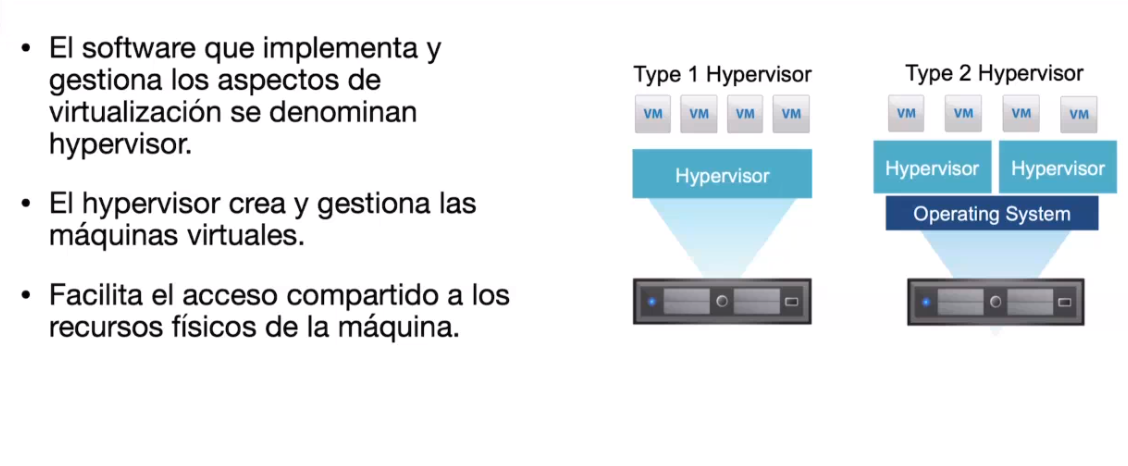 • El software que implementa y
gestiona los aspectos de
virtualización se denominan
hypervisor.
• El hypervisor crea y gestiona las
máquinas virtuales.
• Facilita el acceso compartido a los
recursos físicos de la máquina.
Type 1 Hypervisor
VM VM VM VM
Hypervisor
Type 2 Hypervisor
VM VM VM VM
Hypervisor Hypervisor
Operating System